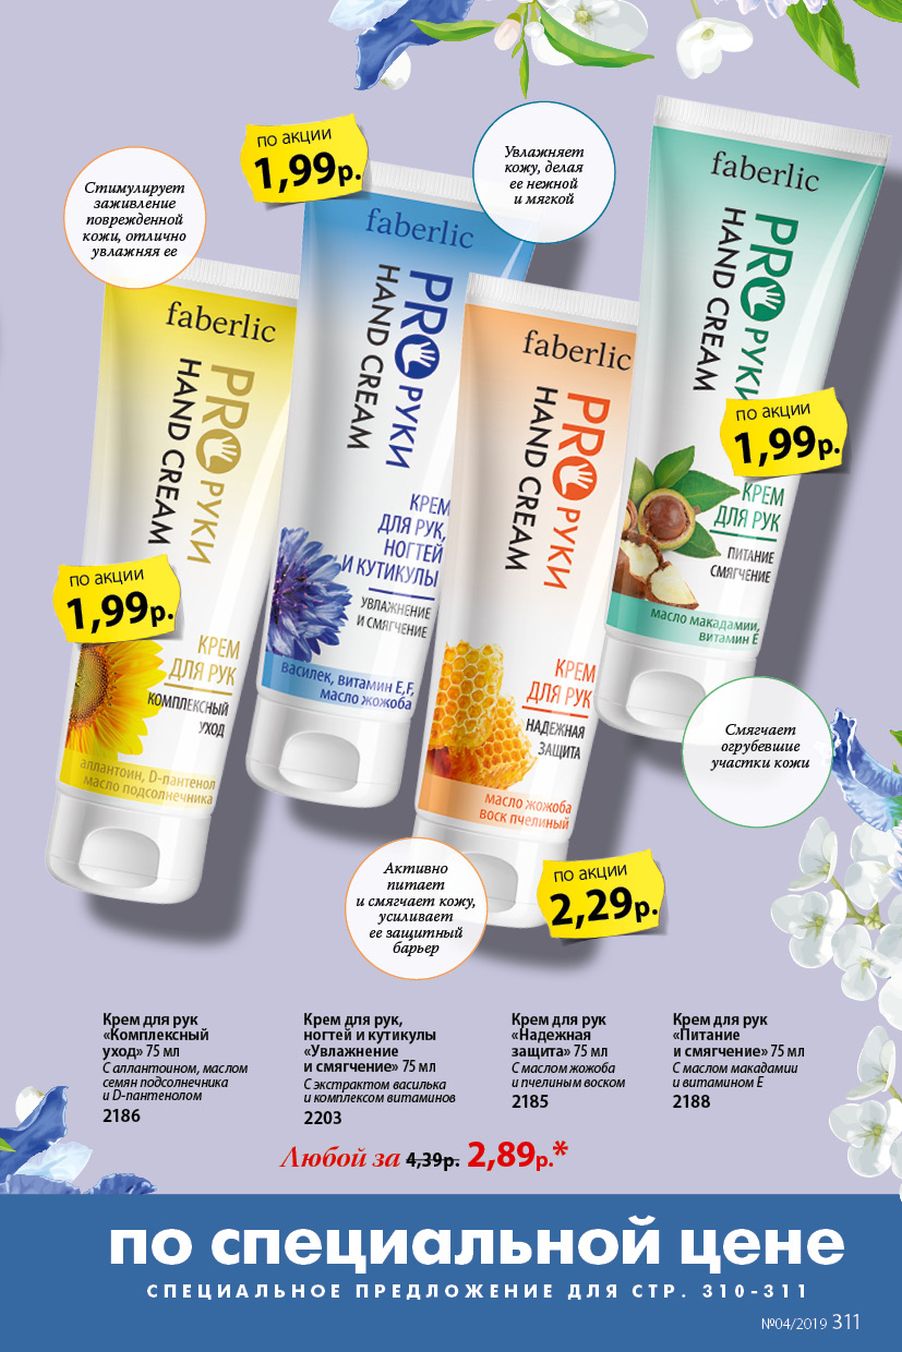 по акции
1,99р.
Стимулирует
заживление
поврежденной
кожи, отлично
увлажняя ее
Увлажняет
кожу, делая
ее нежной
и мягкой
faberlic
PRO РУКИ
HAND CREAM
по акции
1,99р.
КРЕМ
ДЛЯ РУК
КОМПЛЕКСНЫЙ
УХОД
аллантоин, D-пантенол
масло подсолнечника
faberlic
PRO РУКИ
HAND CREAM
КРЕМ
ДЛЯ РУК,
НОГТЕЙ
И КУТИКУЛЫ
УВЛАЖНЕНИЕ
И СМЯГЧЕНИЕ
василек, витамин E,F,
масло жожоба
faberlic
PRO РУКИ
HAND CREAM
КРЕМ
ДЛЯ РУК
НАДЕЖНАЯ
ЗАЩИТА
масло жожоба
воск пчелиный
faberlic
PRO РУКИ
HAND CREAM
по акции
1,99р.
КРЕМ
ДЛЯ РУК
ПИТАНИЕ
СМЯГЧЕНИЕ
масло макадамии,
витамин E
Смягчает
огрубевшие
участки кожи
Активно
питает
и смягчает кожу,
усиливает
ее защитный
барьер
по акции
2,29р.
Крем для рук
«Комплексный
уход» 75 мл
С аллантоином, маслом
семян подсолнечника
и D-пантенолом
2186
Крем для рук,
ногтей и кутикулы
«Увлажнение
и смягчение» 75 мл
С экстрактом василька
и комплексом витаминов
2203
Крем для рук
«Надежная
защита» 75 мл
С маслом жожоба
и пчелиным воском
2185
Крем для рук
«Питание
и смягчение» 75 мл
С маслом макадамии
и витамином Е
2188
Любой за 4,39р. 2,89р.*
по специальной цене
СПЕЦИАЛЬНОЕ ПРЕДЛОЖЕНИЕ ДЛЯ СТР. 310-311
№04/2019 311